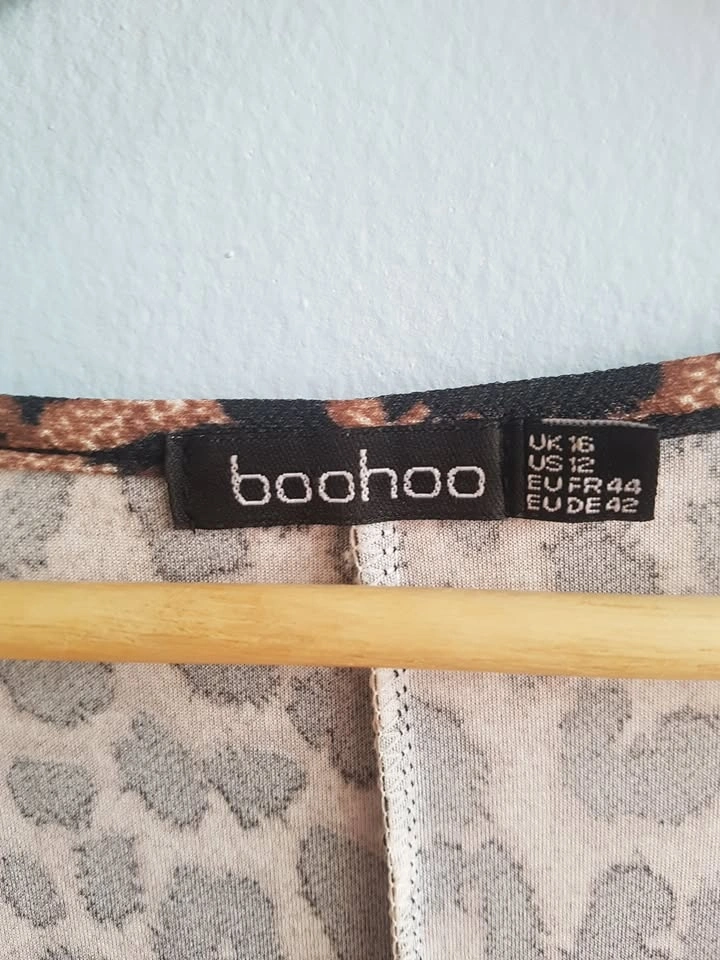 boohoo
UK 16
US 12
EU FR 44
EU DE 42